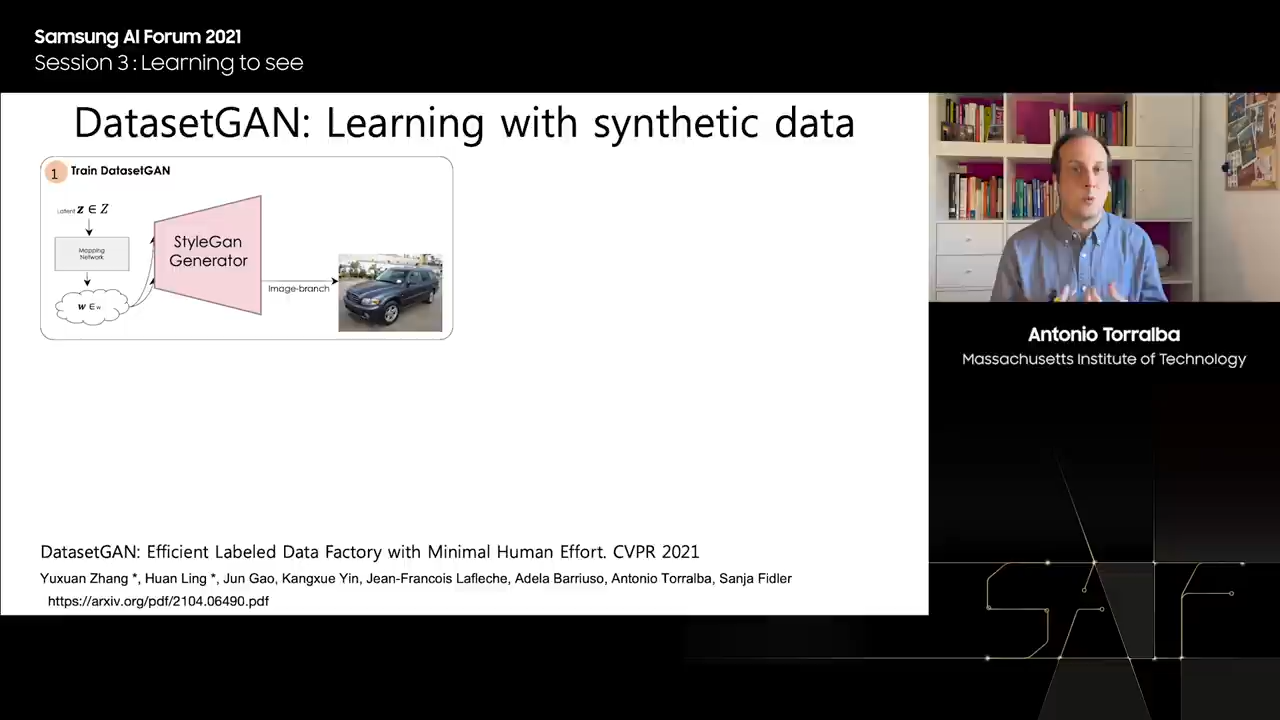 Samsung AI Forum 2021
Session 3 : Learning to see
DatasetGAN: Learning with synthetic data
1 Train DatasetGAN
Latent z ∈ Z
Mapping
Network
w ∈ w
StyleGan
Generator
Image-branch
DatasetGAN: Efficient Labeled Data Factory with Minimal Human Effort. CVPR 2021
Yuxuan Zhang *, Huan Ling *, Jun Gao, Kangxue Yin, Jean-Francois Lafleche, Adela Barriuso, Antonio Torralba, Sanja Fidler
https://arxiv.org/pdf/2104.06490.pdf
Antonio Torralba
Massachusetts Institute of Technology
SAIF